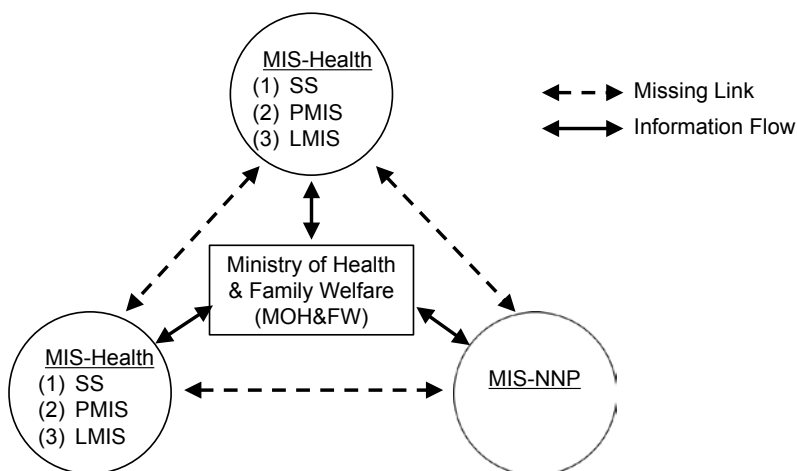 MIS-Health
(1) SS
(2) PMIS
(3) LMIS
Missing Link
Information Flow
Ministry of Health
& Family Welfare
(MOH&FW)
MIS-Health
(1) SS
(2) PMIS
(3) LMIS
MIS-NNP